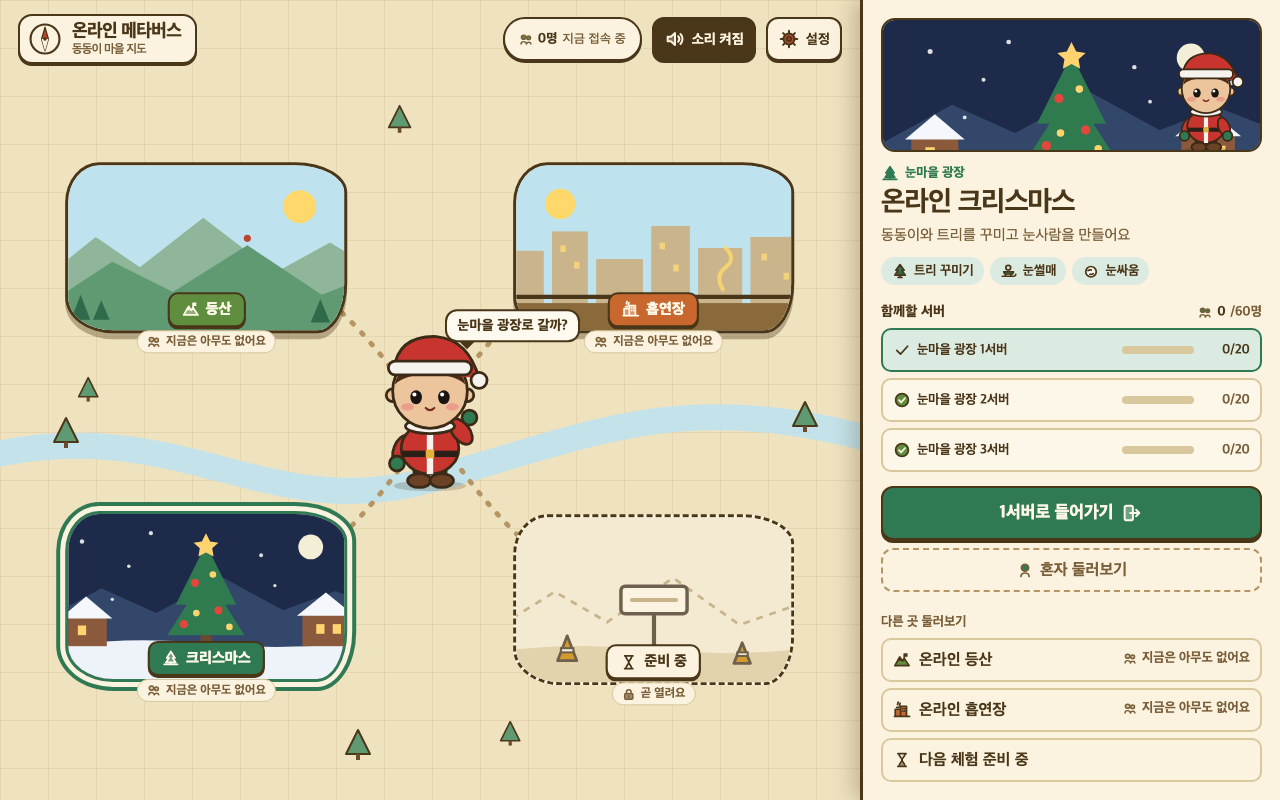 온라인 메타버스
동동이 마을 지도
0명 지금 접속 중
소리 켜짐
설정
등산
지금은 아무도 없어요
흡연장
지금은 아무도 없어요
눈마을 광장로 갈까?
크리스마스
지금은 아무도 없어요
준비 중
곧 열려요
눈마을 광장
온라인 크리스마스
동동이와 트리를 꾸미고 눈사람을 만들어요
트리 꾸미기
눈썰매
눈싸움
함께할 서버
0 /60명
눈마을 광장 1서버
0/20
눈마을 광장 2서버
0/20
눈마을 광장 3서버
0/20
1서버로 들어가기
혼자 둘러보기
다른 곳 둘러보기
온라인 등산
지금은 아무도 없어요
온라인 흡연장
지금은 아무도 없어요
다음 체험 준비 중